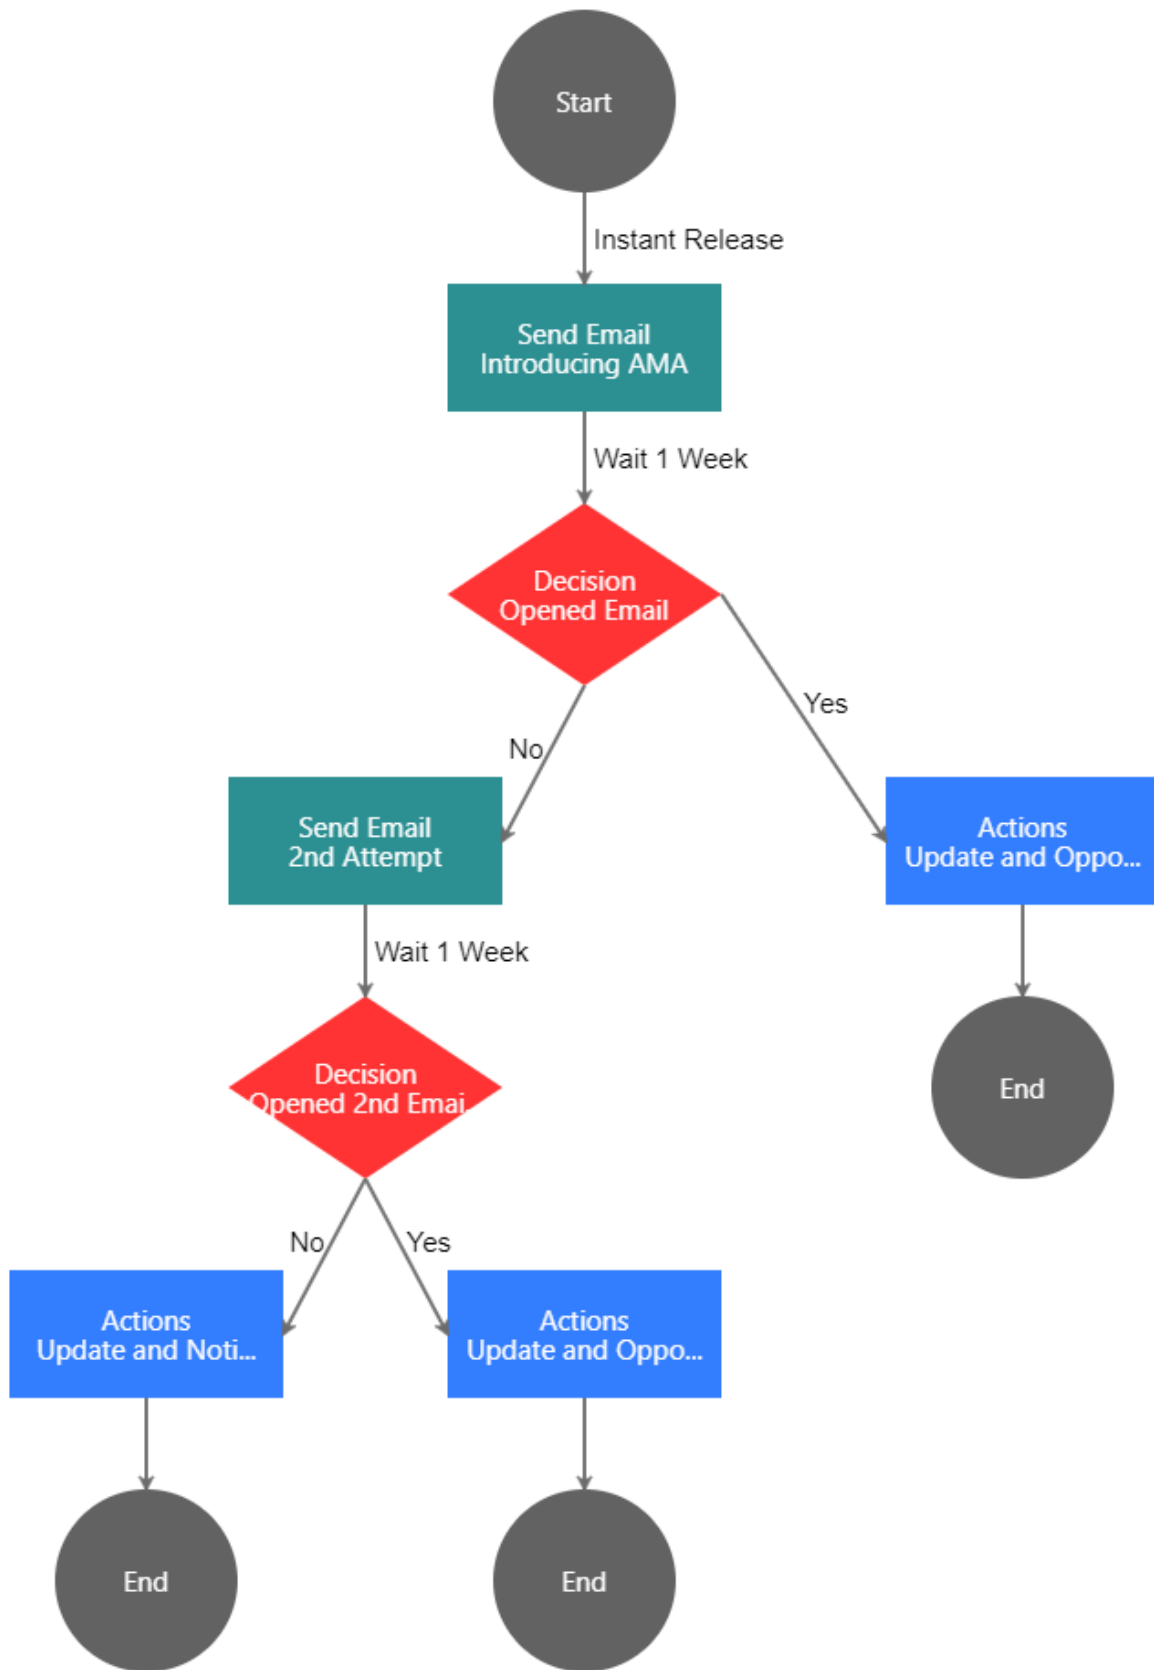 Start
Instant Release
Send Email
Introducing AMA
Wait 1 Week
Decision
Opened Email
Yes
No
Send Email
2nd Attempt
Actions
Update and Oppo...
Wait 1 Week
Decision
Opened 2nd Emai.
End
No
Yes
Actions
Update and Noti...
Actions
Update and Oppo...
End
End